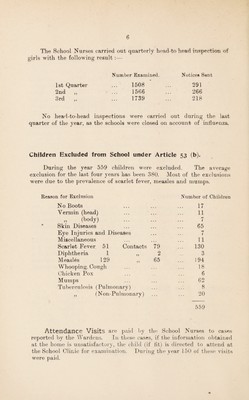 6
The School Nurses carried out quarterly head-to-head inspection of
girls with the following result :—
Number Examined. Notices Sent
1st Quarter ... 1508 ... 291
2nd „ ... 1566 ... 266
3rd „ ... 1739 ... 218
No head-to-head inspections were carried out during the last
quarter of the year, as the schools were closed on account of influenza.
Children Excluded from School under Article 53 (b).
During the year 559 children were excluded. The average
exclusion for the last four years has been 580. Most of the exclusions
were due to the prevalence of scarlet fever, measles and mumps.
Reason for Exclusion Number of Children
No Boots ... ... ... 17
Vermin (head) ... ... ... 11
„ (body) ... ... ... 7
Skin Diseases ... ... ... 65
Eye Injuries and Diseases ... ... 7
Miscellaneous ... ... ... 11
Scarlet Fever 51 Contacts 79 ... 130
Diphtheria 1 „ 2 ... 3
Measles 129 „ 65 ... 194
Whooping Cough ... ... ... 18
Chicken Pox ... ... ... 6
Mumps ... ... ... 62
Tuberculosis (Pulmonary) ... ... 8
„ (Non-Pulmonary) ... ... 20
559
Attendance Visits are paid by the School Nurses to cases
reported by the Wardens. In these cases, if the information obtained
at the home is unsatisfactory, the child (if fit) is directed to attend at
the School Clinic for examination. During the year 150 of these visits
were paid.